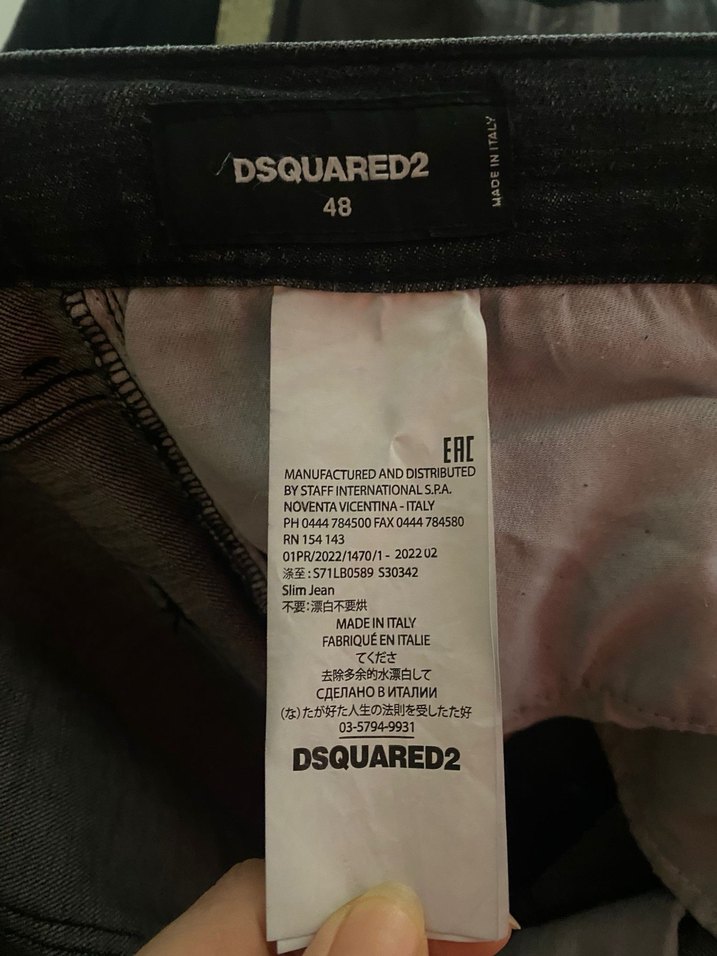 DSQUARED2
48
MADE IN ITALY
EAC
MANUFACTURED AND DISTRIBUTED
BY STAFF INTERNATIONAL S.P.A.
NOVENTA VICENTINA - ITALY
PH 0444 784500 FAX 0444 784580
RN 154 143
01PR/2022/1470/1 - 2022 02
涤至: S71LB0589 S30342
Slim Jean
不要:漂白不要烘
MADE IN ITALY
FABRIQUÉ EN ITALIE
てくださ
去除多余的水漂白して
СДЕЛАНО В ИТАЛИИ
(な)たが好た人生の法則を受したた好
03-5794-9931
DSQUARED2